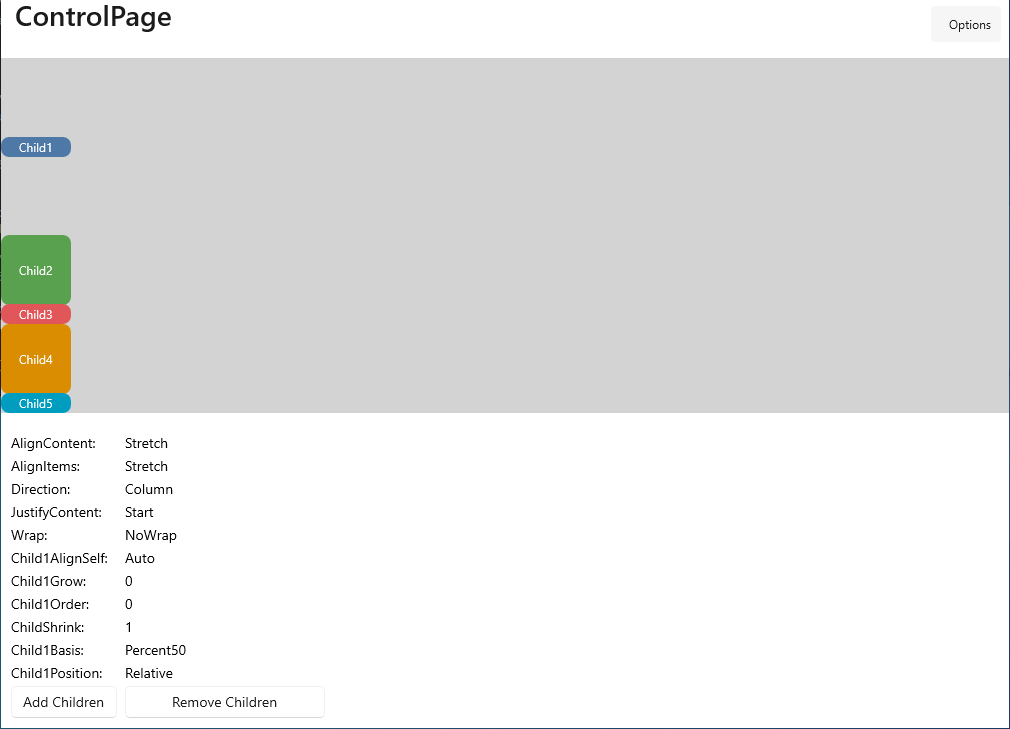 ControlPage
Options
Child1
Child2
Child3
Child4
Child5
AlignContent: Stretch
AlignItems: Stretch
Direction: Column
JustifyContent: Start
Wrap: NoWrap
Child1AlignSelf: Auto
Child1Grow: 0
Child1Order: 0
ChildShrink: 1
Child1Basis: Percent50
Child1Position: Relative
Add Children Remove Children